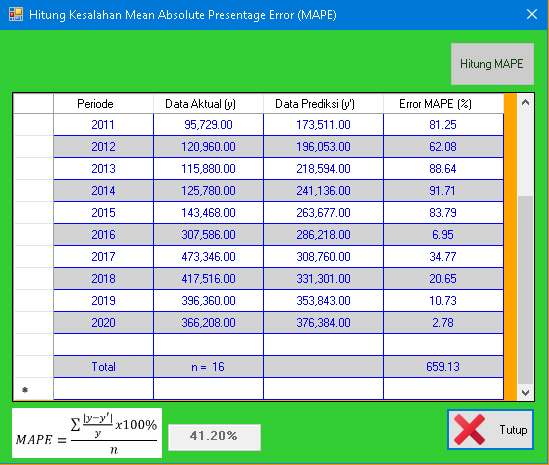 Hitung Kesalahan Mean Absolute Presentage Error (MAPE)
Hitung MAPE
Periode Data Aktual (y) Data Prediksi (y') Error MAPE (%)
2011 95,729.00 173,511.00 81.25
2012 120,960.00 196,053.00 62.08
2013 115,880.00 218,594.00 88.64
2014 125,780.00 241,136.00 91.71
2015 143,468.00 263,677.00 83.79
2016 307,586.00 286,218.00 6.95
2017 473,346.00 308,760.00 34.77
2018 417,516.00 331,301.00 20.65
2019 396,360.00 353,843.00 10.73
2020 366,208.00 376,384.00 2.78
Total n = 16 659.13
*
MAPE = ∑ |y−y'| / y x100% / n
41.20%
Tutup